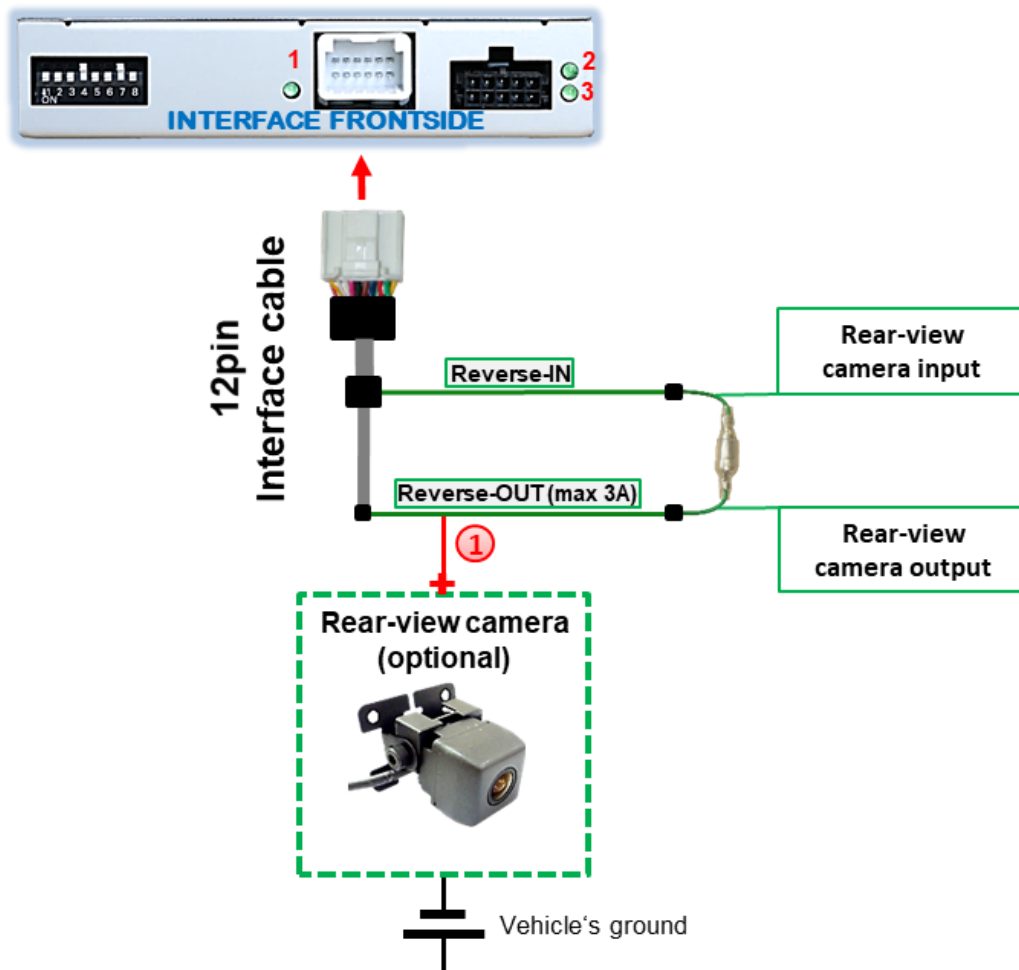 1
2
3
1 2 3 4 5 6 7 8
ON
INTERFACE FRONTSIDE
12pin
Interface cable
Reverse-IN
Rear-view
camera input
Reverse-OUT (max 3A)
1
Rear-view
camera output
Rear-view camera
(optional)
Vehicle‘s ground